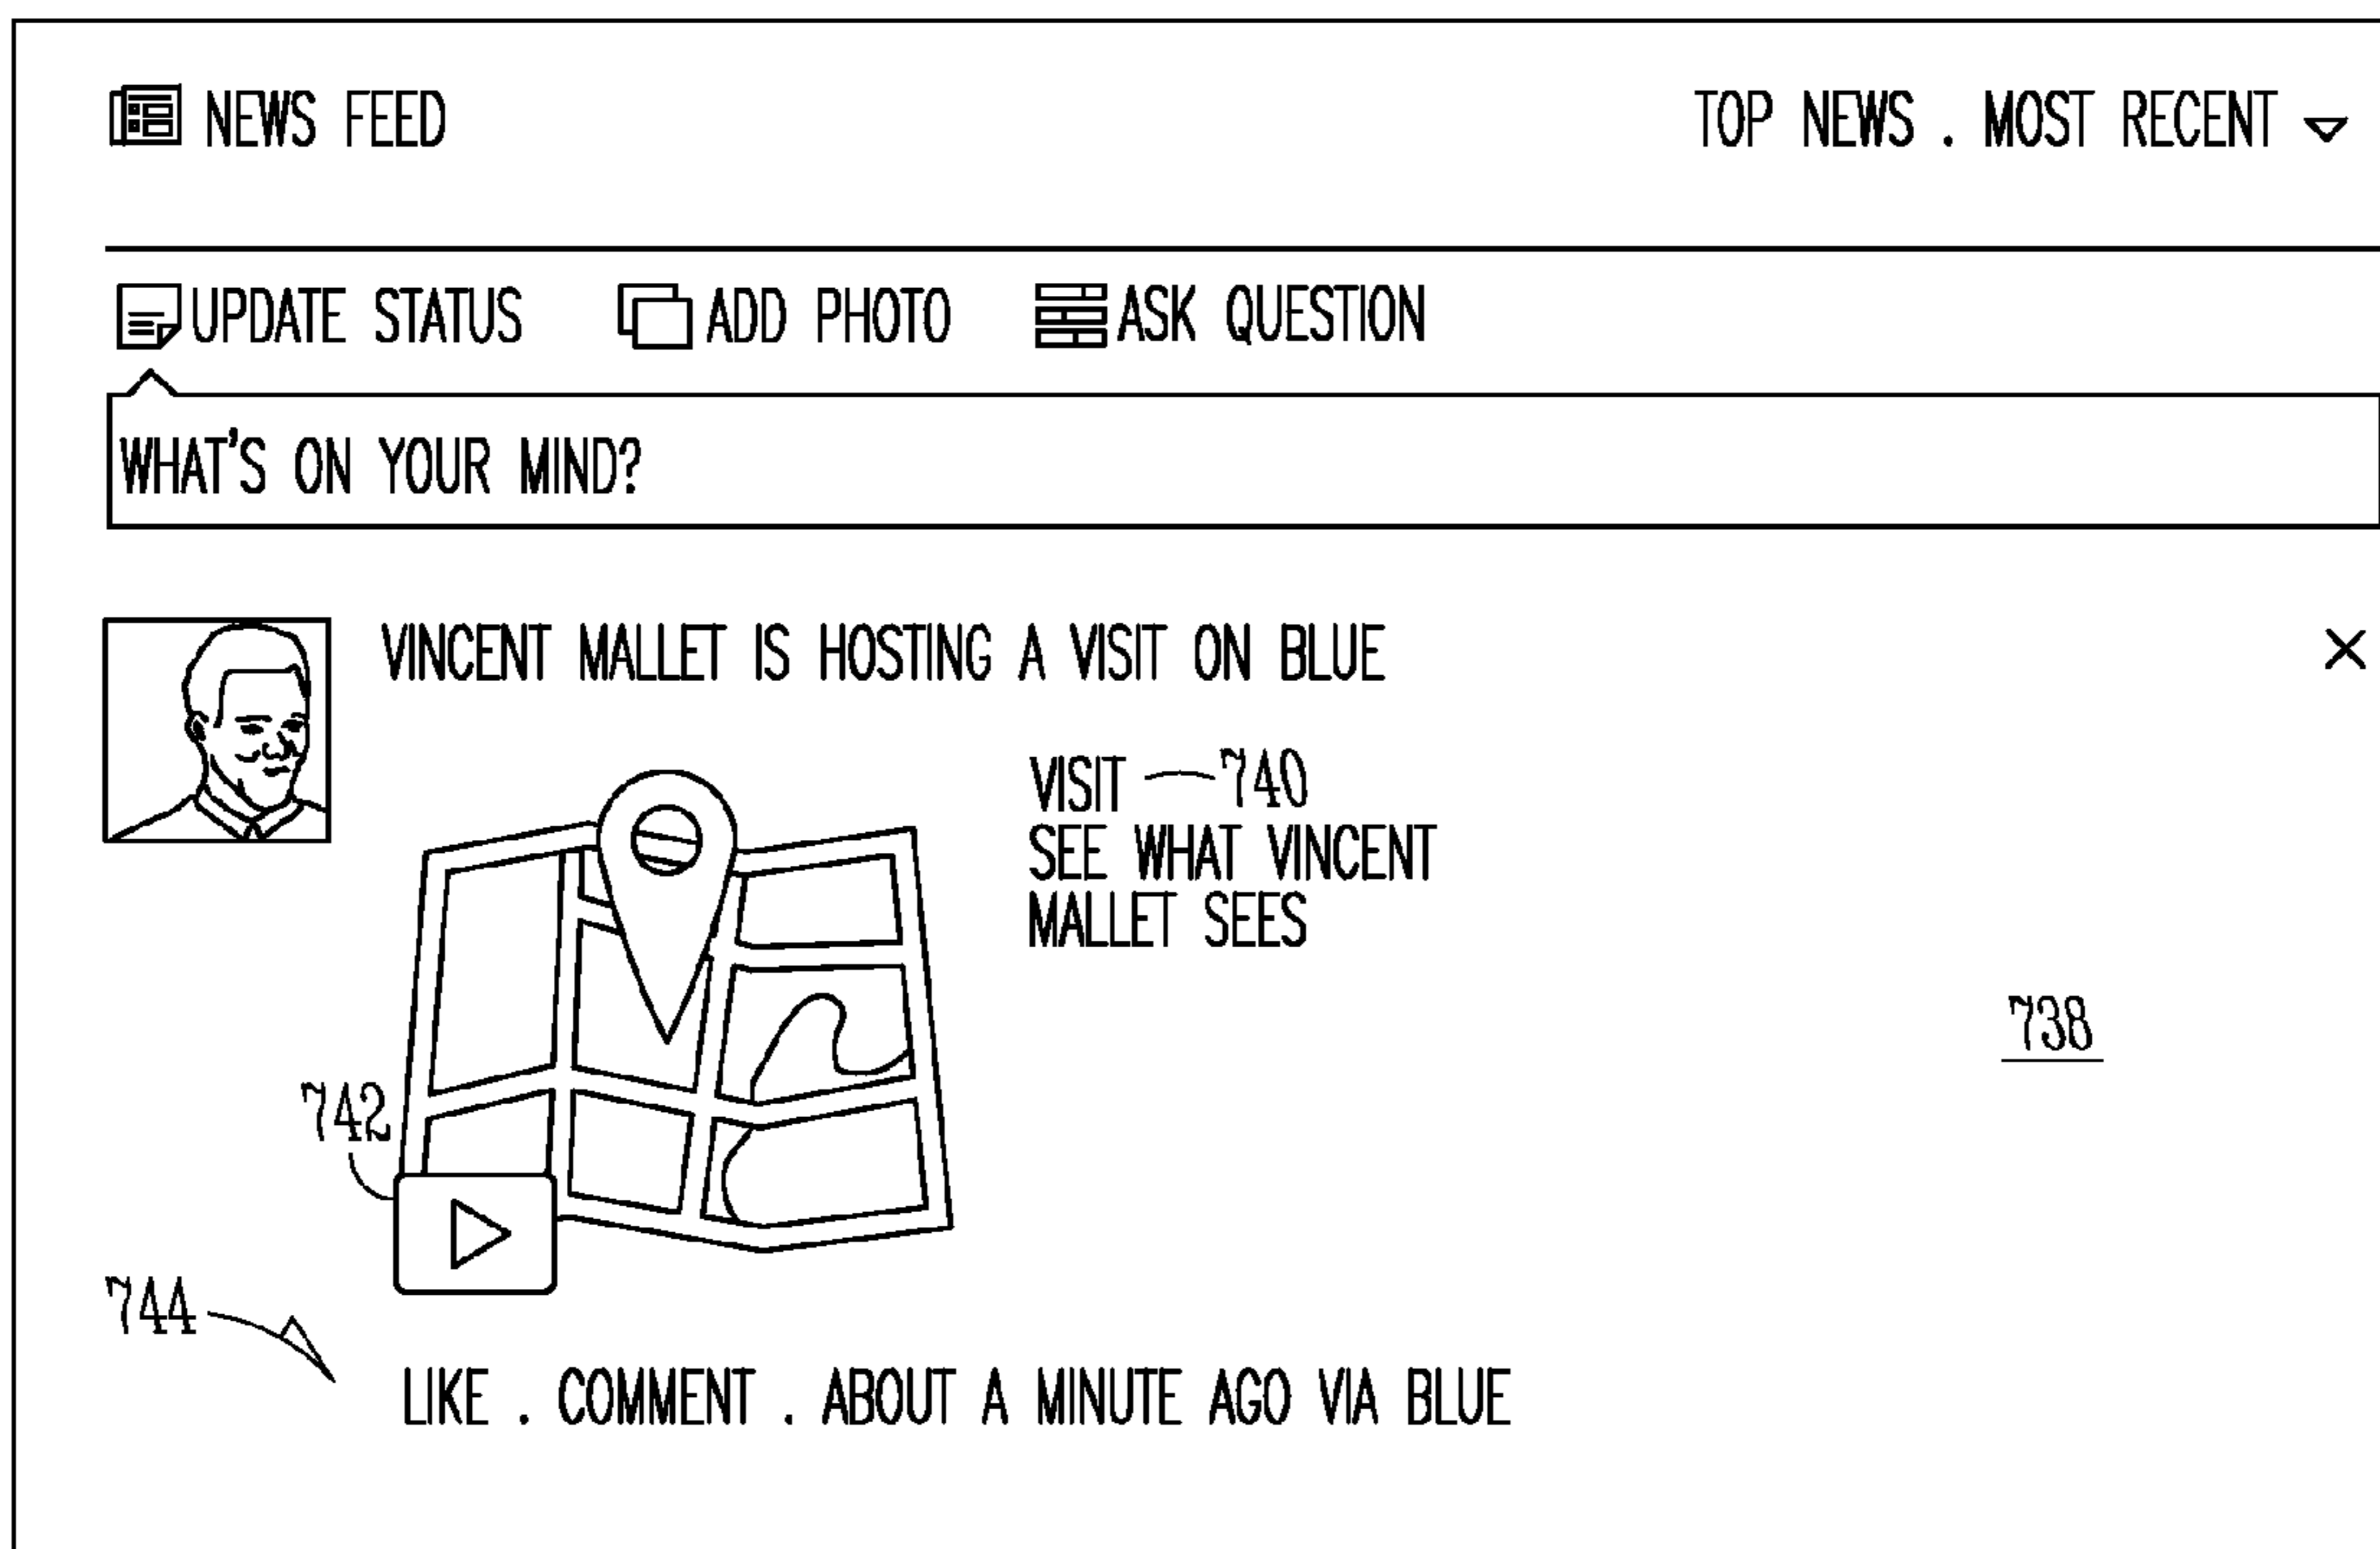 NEWS FEED
TOP NEWS . MOST RECENT
UPDATE STATUS
ADD PHOTO
ASK QUESTION
WHAT'S ON YOUR MIND?
VINCENT MALLET IS HOSTING A VISIT ON BLUE
VISIT 740
SEE WHAT VINCENT
MALLET SEES
738
742
744
LIKE . COMMENT . ABOUT A MINUTE AGO VIA BLUE